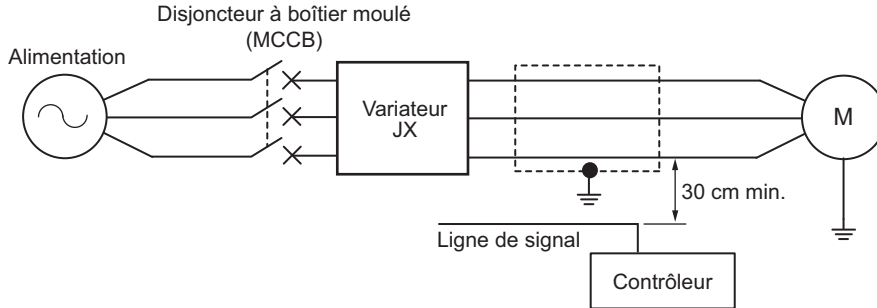 Disjoncteur à boîtier moulé
(MCCB)
Alimentation
Variateur
JX
M
30 cm min.
Ligne de signal
Contrôleur